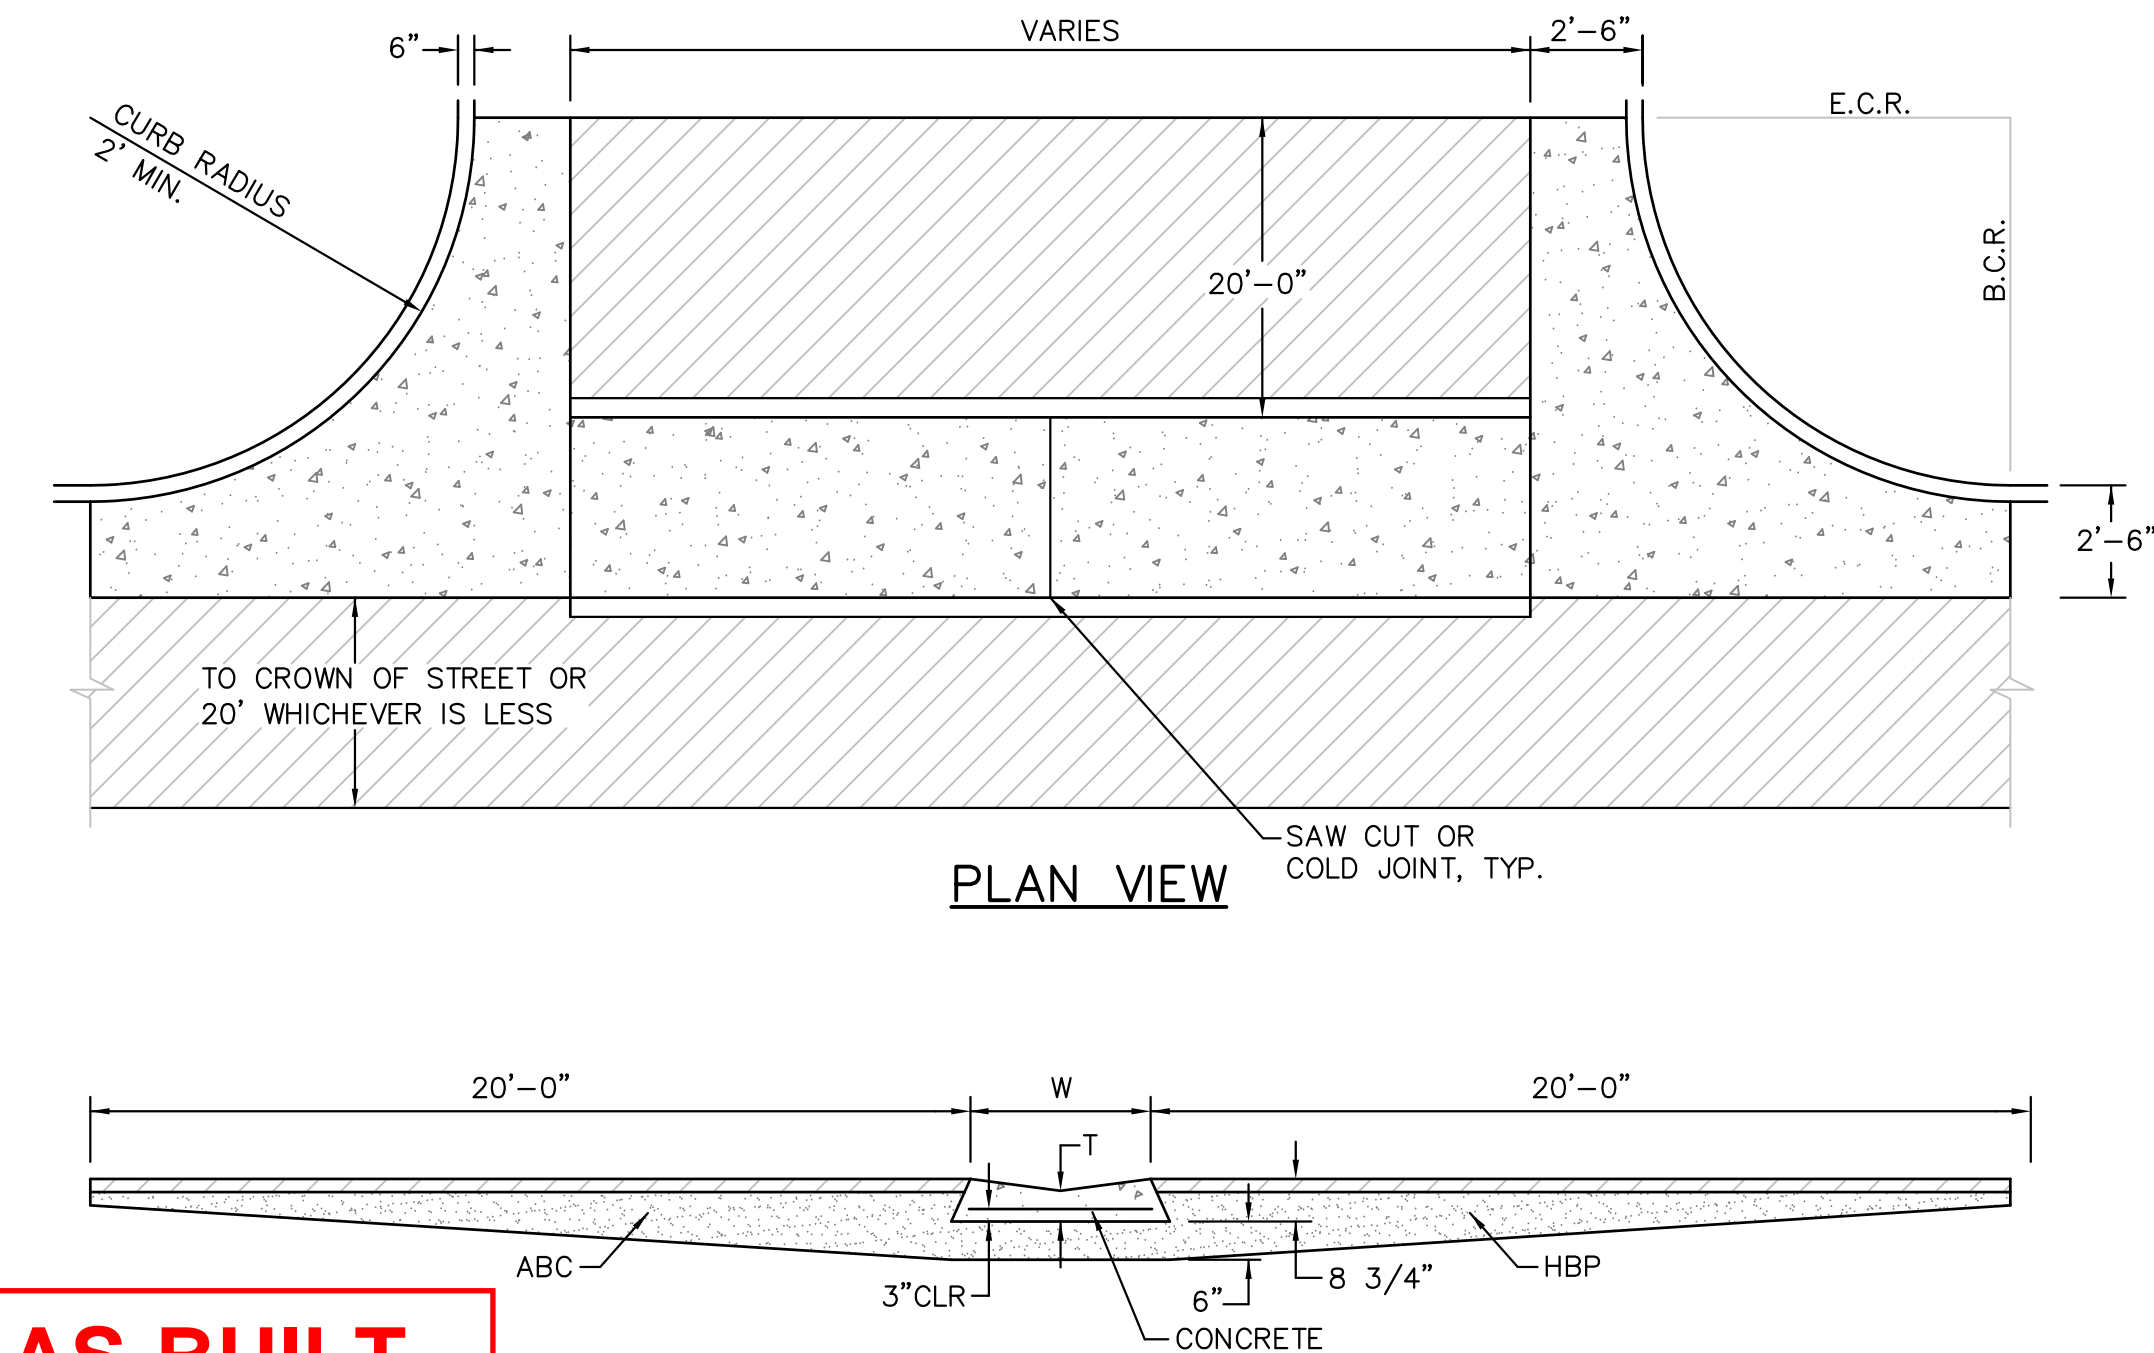 6”
VARIES
2’-6”
CURB RADIUS
2’ MIN.
E.C.R.
B.C.R.
20’-0”
2’-6”
TO CROWN OF STREET OR
20’ WHICHEVER IS LESS
SAW CUT OR
COLD JOINT, TYP.
PLAN VIEW
20’-0”
W
20’-0”
T
ABC
3”CLR
6”
8 3/4”
HBP
CONCRETE
AS BUILT